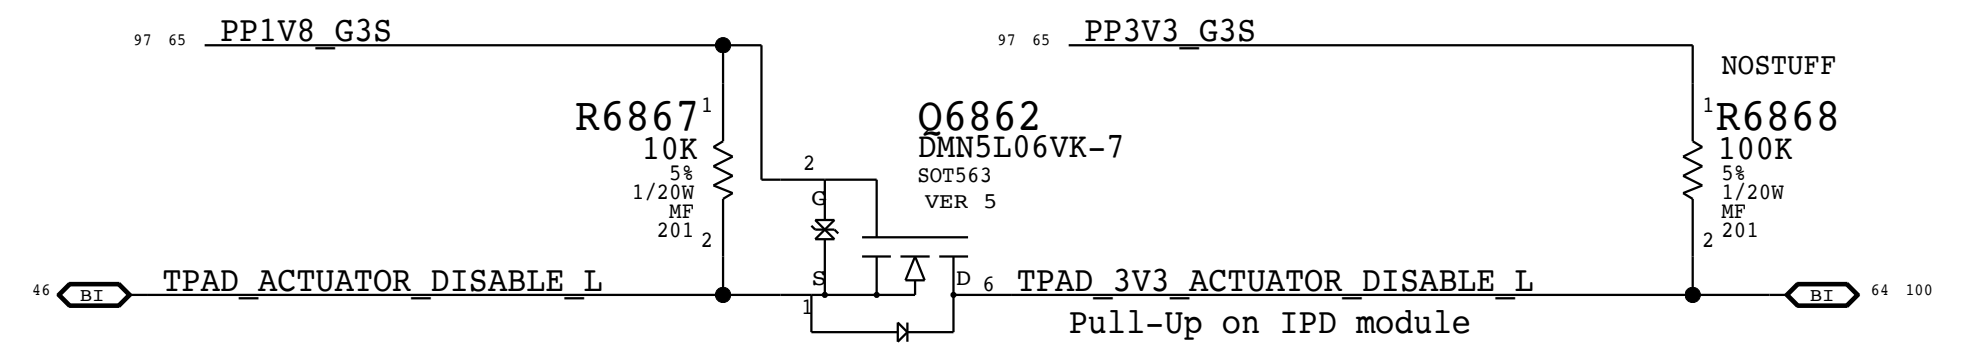 97 65 PP1V8_G3S
97 65 PP3V3_G3S
NOSTUFF
R6867 1
10K
5%
1/20W
MF
201 2
2
G
S
1
D 6
Q6862
DMN5L06VK-7
SOT563
VER 5
1 R6868
100K
5%
1/20W
MF
2 201
46 BI TPAD_ACTUATOR_DISABLE_L
TPAD_3V3_ACTUATOR_DISABLE_L
BI 64 100
Pull-Up on IPD module